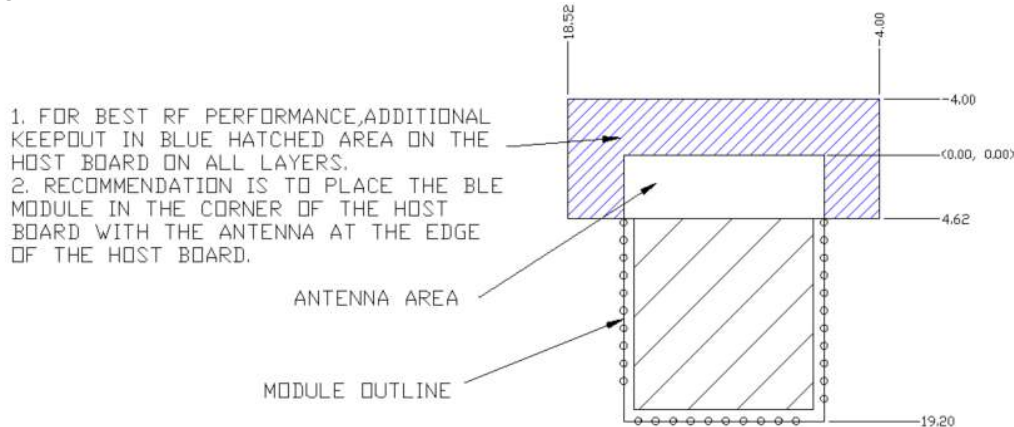 18.52
-4.00
1. FOR BEST RF PERFORMANCE,ADDITIONAL
KEEPOUT IN BLUE HATCHED AREA ON THE
HOST BOARD ON ALL LAYERS.
2. RECOMMENDATION IS TO PLACE THE BLE
MODULE IN THE CORNER OF THE HOST
BOARD WITH THE ANTENNA AT THE EDGE
OF THE HOST BOARD.
-4.00
(0.00, 0.00)
4.62
ANTENNA AREA
MODULE OUTLINE
19.20